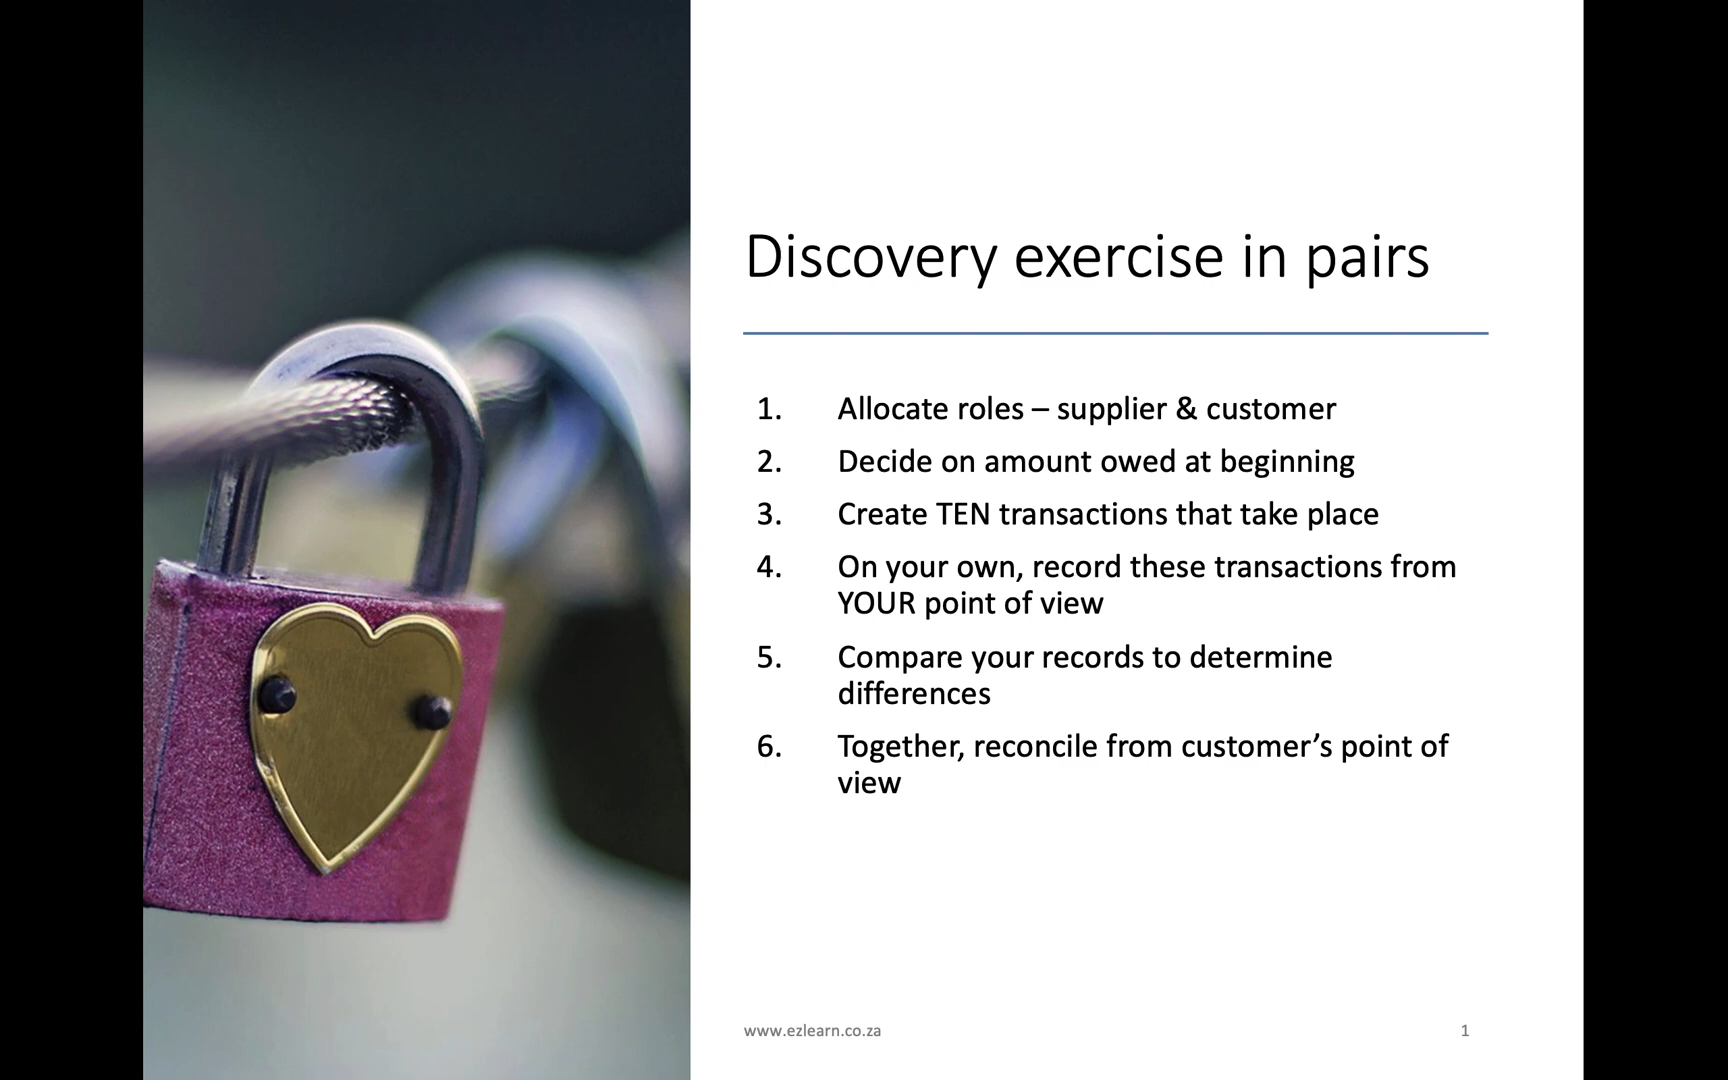 Discovery exercise in pairs
1. Allocate roles – supplier & customer
2. Decide on amount owed at beginning
3. Create TEN transactions that take place
4. On your own, record these transactions from
YOUR point of view
5. Compare your records to determine
differences
6. Together, reconcile from customer’s point of
view
www.ezlearn.co.za
1